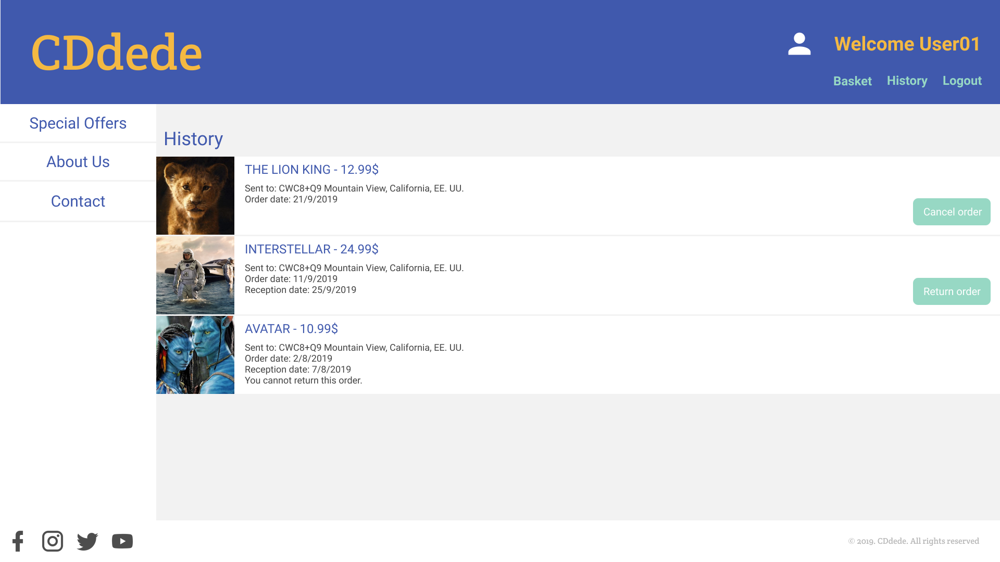 CDdede
Welcome User01
Basket History Logout
Special Offers
About Us
Contact
History
THE LION KING - 12.99$
Sent to: CWC8+Q9 Mountain View, California, EE. UU.
Order date: 21/9/2019
Cancel order
INTERSTELLAR - 24.99$
Sent to: CWC8+Q9 Mountain View, California, EE. UU.
Order date: 11/9/2019
Reception date: 25/9/2019
Return order
AVATAR - 10.99$
Sent to: CWC8+Q9 Mountain View, California, EE. UU.
Order date: 2/8/2019
Reception date: 7/8/2019
You cannot return this order.
© 2019. CDdede. All rights reserved